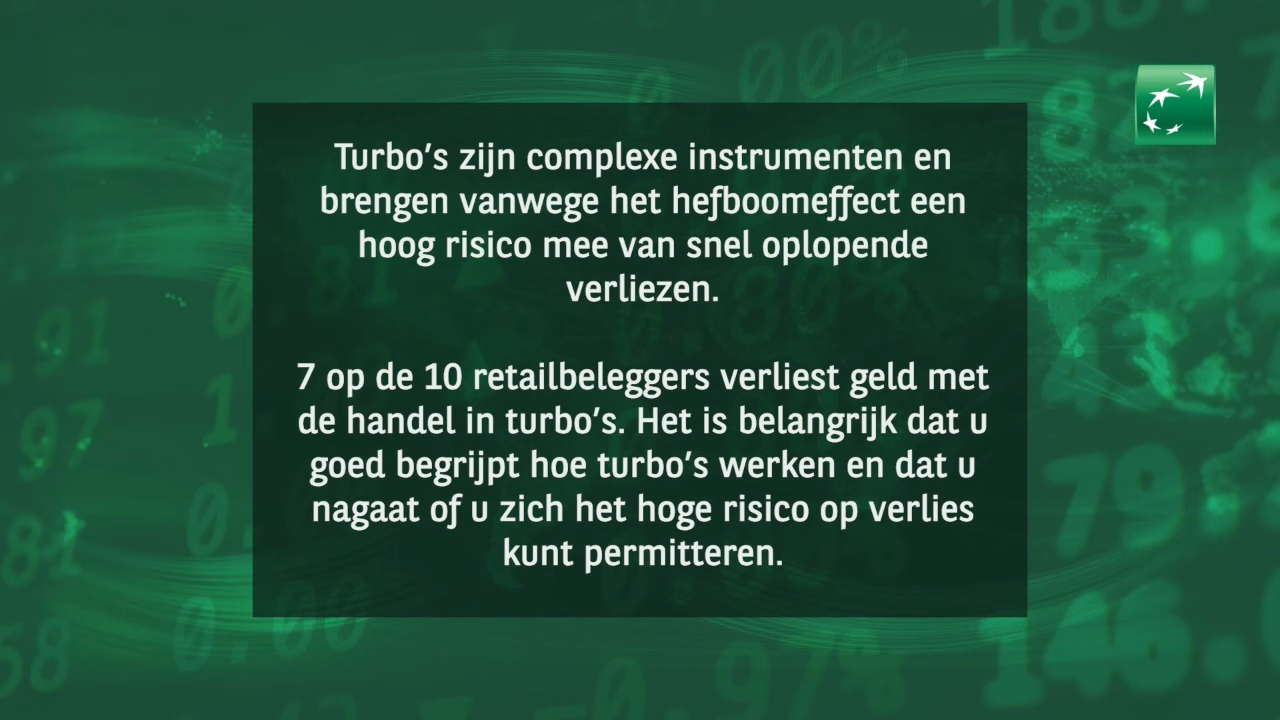 Turbo's zijn complexe instrumenten en
brengen vanwege het hefboomeffect een
hoog risico mee van snel oplopende
verliezen.
7 op de 10 retailbeleggers verliest geld met
de handel in turbo's. Het is belangrijk dat u
goed begrijpt hoe turbo's werken en dat u
nagaat of u zich het hoge risico op verlies
kunt permitteren.